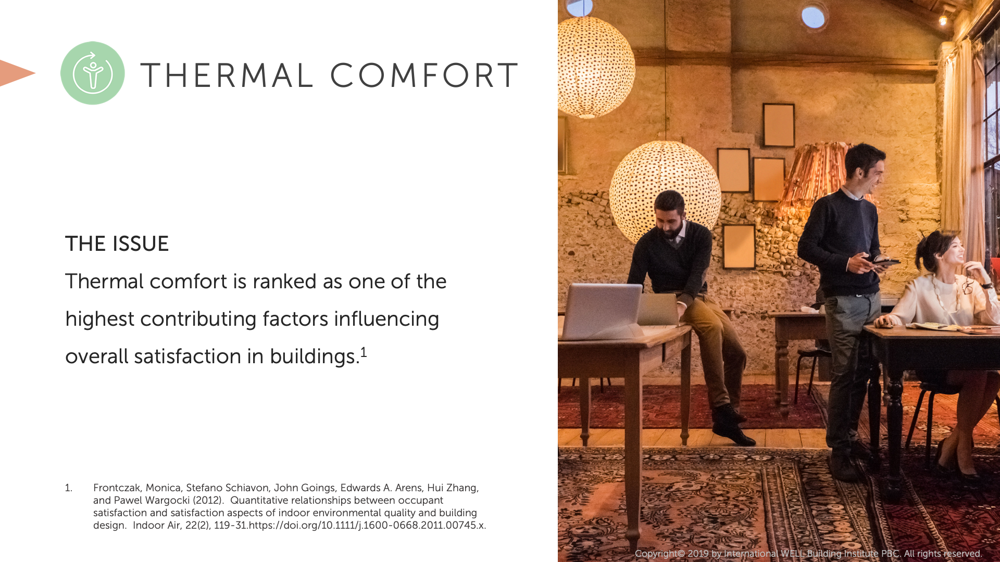 THERMAL COMFORT
THE ISSUE
Thermal comfort is ranked as one of the
highest contributing factors influencing
overall satisfaction in buildings.¹
1. Frontczak, Monica, Stefano Schiavon, John Goings, Edwards A. Arens, Hui Zhang,
and Pawel Wargocki (2012).  Quantitative relationships between occupant
satisfaction and satisfaction aspects of indoor environmental quality and building
design.  Indoor Air, 22(2), 119-31.https://doi.org/10.1111/j.1600-0668.2011.00745.x.
Copyright© 2019 by International WELL Building Institute PBC. All rights reserved.